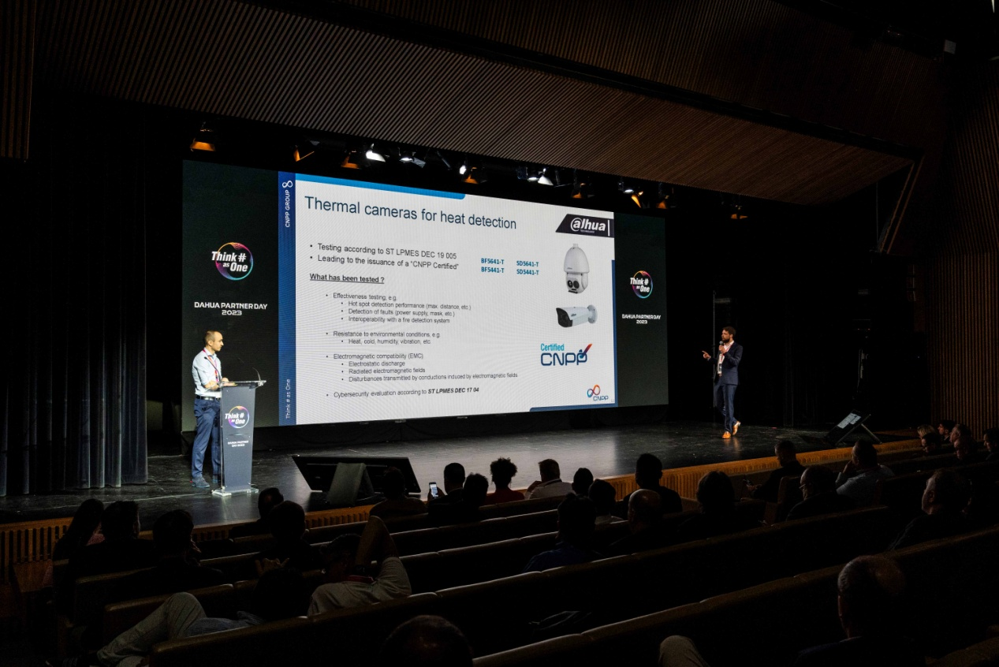 CNPP GROUP
Thermal cameras for heat detection
alhua
TECHNOLOGY
• Testing according to ST LPMES DEC 19 005
• Leading to the issuance of a "CNPP Certified"
BF5641-T SD5641-T
BF5441-T SD5441-T
What has been tested ?
• Effectiveness testing, e.g.
• Hot spot detection performance (max. distance, etc.)
• Detection of faults (power supply, mask, etc.)
• Interoperability with a fire detection system
• Resistance to environmental conditions, e.g.
• Heat, cold, humidity, vibration, etc.
• Electromagnetic compatibility (EMC)
• Electrostatic discharge
• Radiated electromagnetic fields
• Disturbances transmitted by conductions induced by electromagnetic fields
• Cybersecurity evaluation according to ST LPMES DEC 17 04
Certified
CNPP
CNPP
Think # as One
Think #
as One
DAHUA PARTNER DAY
2023
Think #
as One
DAHUA PARTNER DAY
2023
Think #
as One
DAHUA PARTNER
DAY 2023